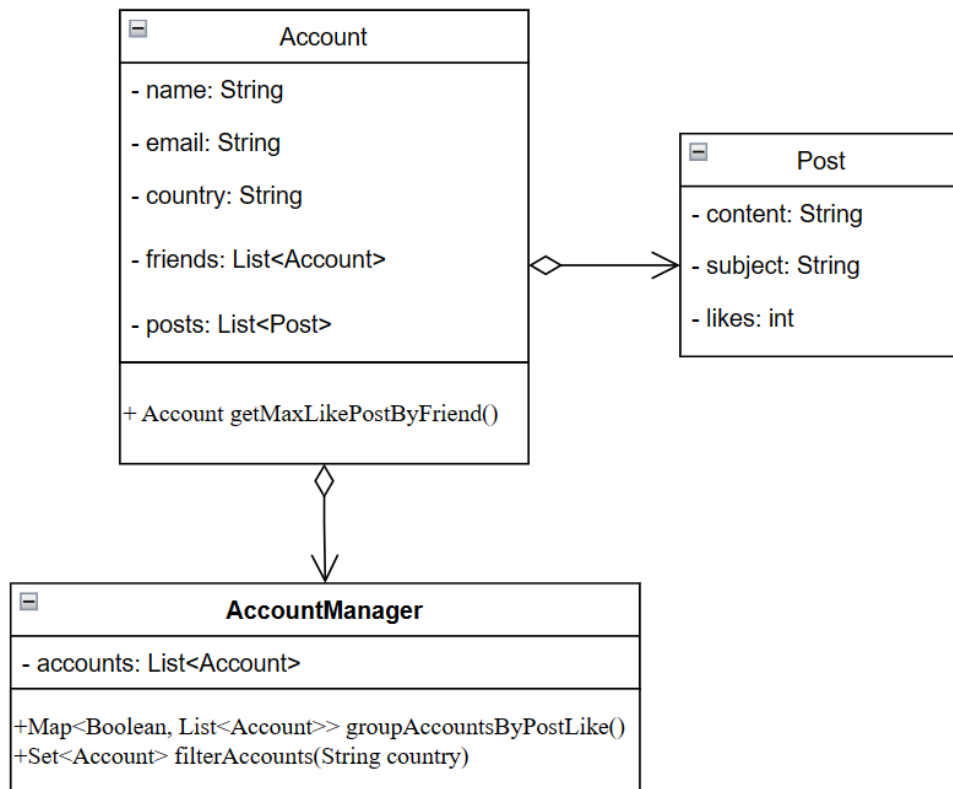 Account
- name: String
- email: String
- country: String
- friends: List<Account>
- posts: List<Post>
+ Account getMaxLikePostByFriend()
Post
- content: String
- subject: String
- likes: int
AccountManager
- accounts: List<Account>
+Map<Boolean, List<Account>> groupAccountsByPostLike()
+Set<Account> filterAccounts(String country)